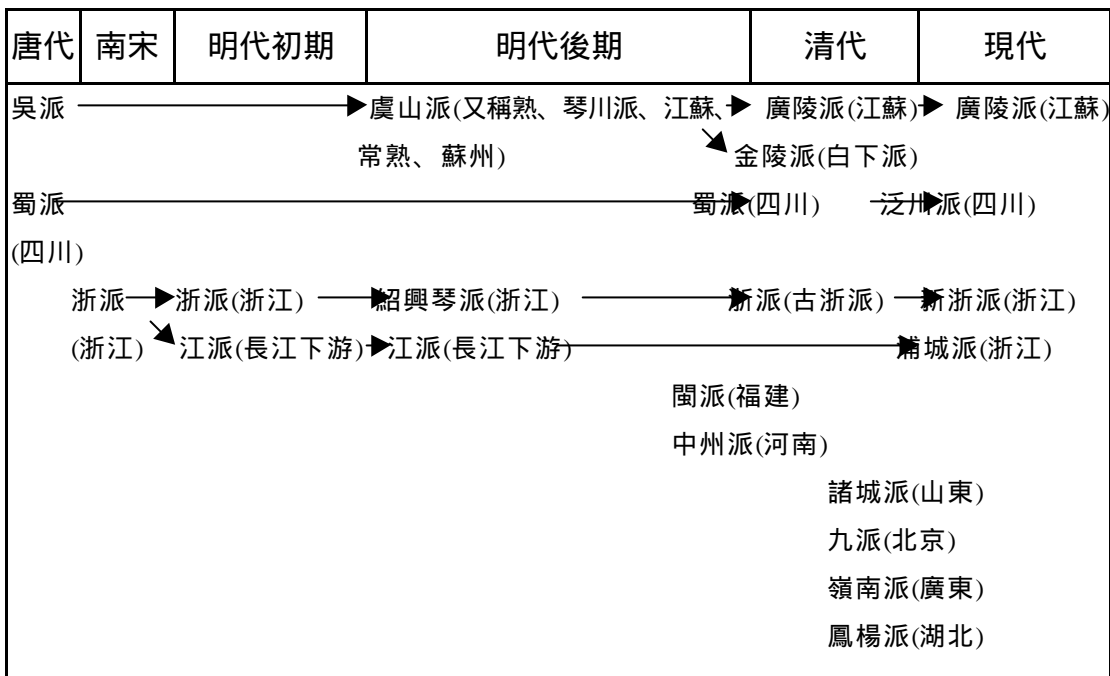 唐代 南宋 明代初期 明代後期 清代 現代
吳派 虞山派(又稱熟、琴川派、江蘇、 廣陵派(江蘇) 廣陵派(江蘇)
常熟、蘇州) 金陵派(白下派)
蜀派 蜀派(四川) 泛川派(四川)
(四川)
浙派 浙派(浙江) 紹興琴派(浙江) 浙派(古浙派) 新浙派(浙江)
(浙江) 江派(長江下游) 江派(長江下游) 浦城派(浙江)
閩派(福建)
中州派(河南)
諸城派(山東)
九派(北京)
嶺南派(廣東)
鳳楊派(湖北)